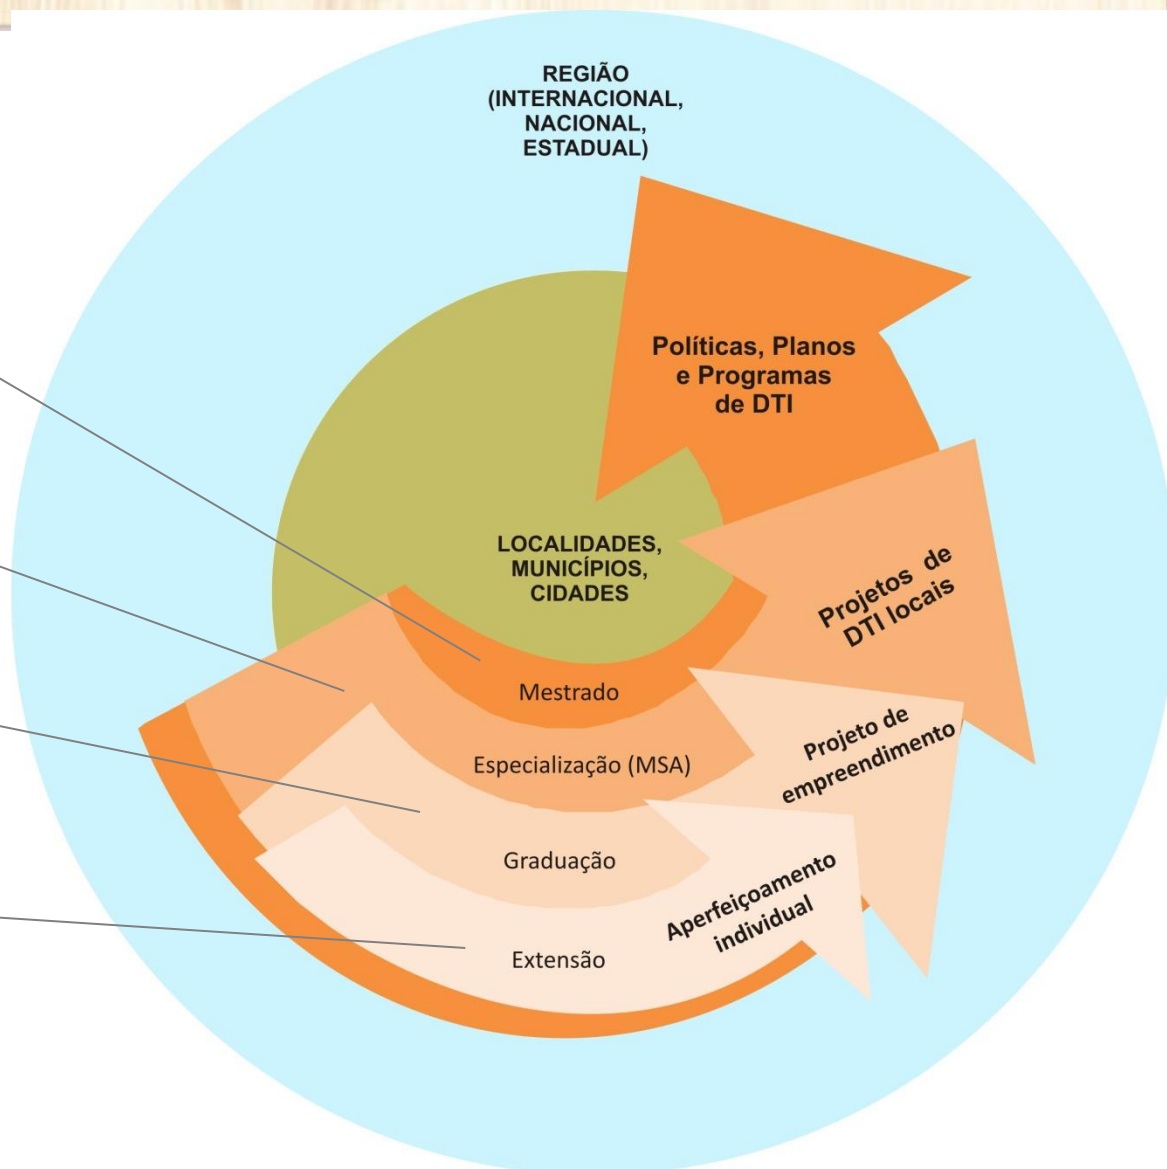 REGIÃO
(INTERNACIONAL,
NACIONAL,
ESTADUAL)
Políticas, Planos
e Programas
de DTI
LOCALIDADES,
MUNICÍPIOS,
CIDADES
Projetos de
DTI locais
Mestrado
Projeto de
empreendimento
Especialização (MSA)
Graduação
Aperfeiçoamento
individual
Extensão